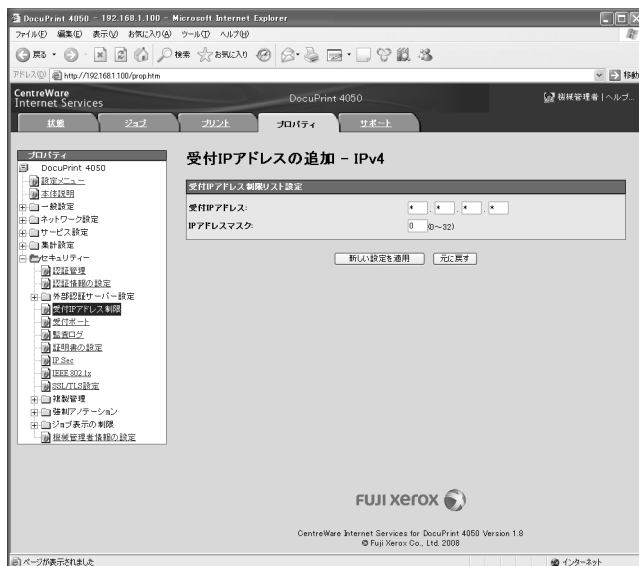 DocuPrint 4050 - 192.168.1.100 - Microsoft Internet Explorer
ファイル(F) 編集(E) 表示(V) お気に入り(A) ツール(T) ヘルプ(H)
戻る 検索 お気に入り
アドレス(D) http://192.168.1.100/prop.htm 移動
CentreWare
Internet Services
DocuPrint 4050
機械管理者 | ヘルプ...
状態 ジョブ プリント プロパティ サポート
プロパティ
DocuPrint 4050
設定メニュー
本体説明
一般設定
ネットワーク設定
サービス設定
集計設定
セキュリティー
認証管理
認証情報の設定
外部認証サーバー設定
受付IPアドレス制限
受付ポート
監査ログ
証明書の設定
IP Sec
IEEE 802.1x
SSL/TLS設定
複製管理
強制アノテーション
ジョブ表示の制限
機械管理者情報の設定
受付IPアドレスの追加 - IPv4
受付IPアドレス制限リスト設定
受付IPアドレス: * . * . * . *
IPアドレスマスク: 0 (0~32)
新しい設定を適用 元に戻す
FUJI XEROX
CentreWare Internet Services for DocuPrint 4050 Version 1.8
© Fuji Xerox Co., Ltd. 2008
ページが表示されました
インターネット